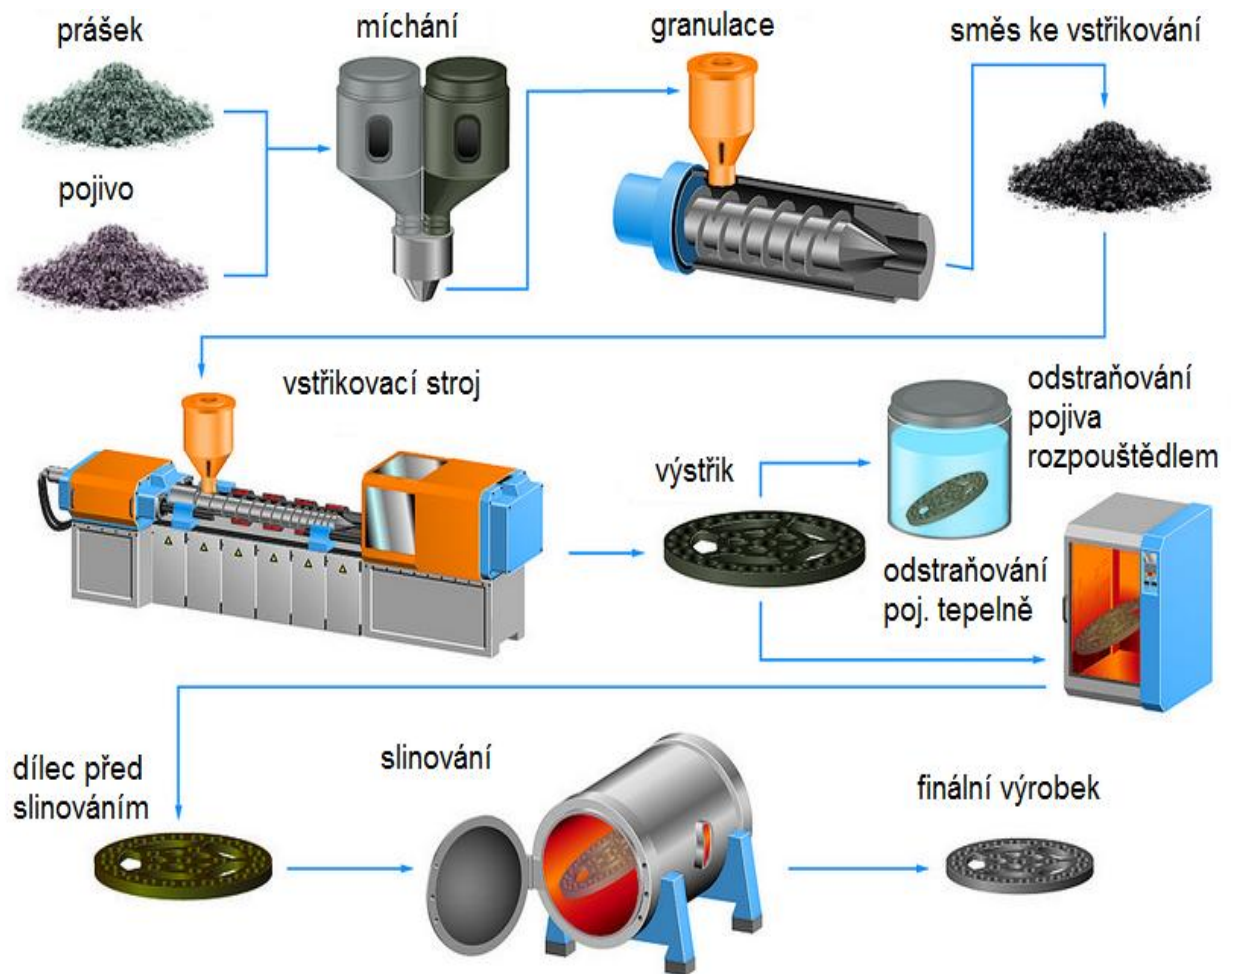 prášek
míchání
granulace
směs ke vstřikování
pojivo
vstřikovací stroj
výstřik
odstraňování
pojiva
rozpouštědlem
odstraňování
poj. tepelně
dílec před
slinováním
slinování
finální výrobek